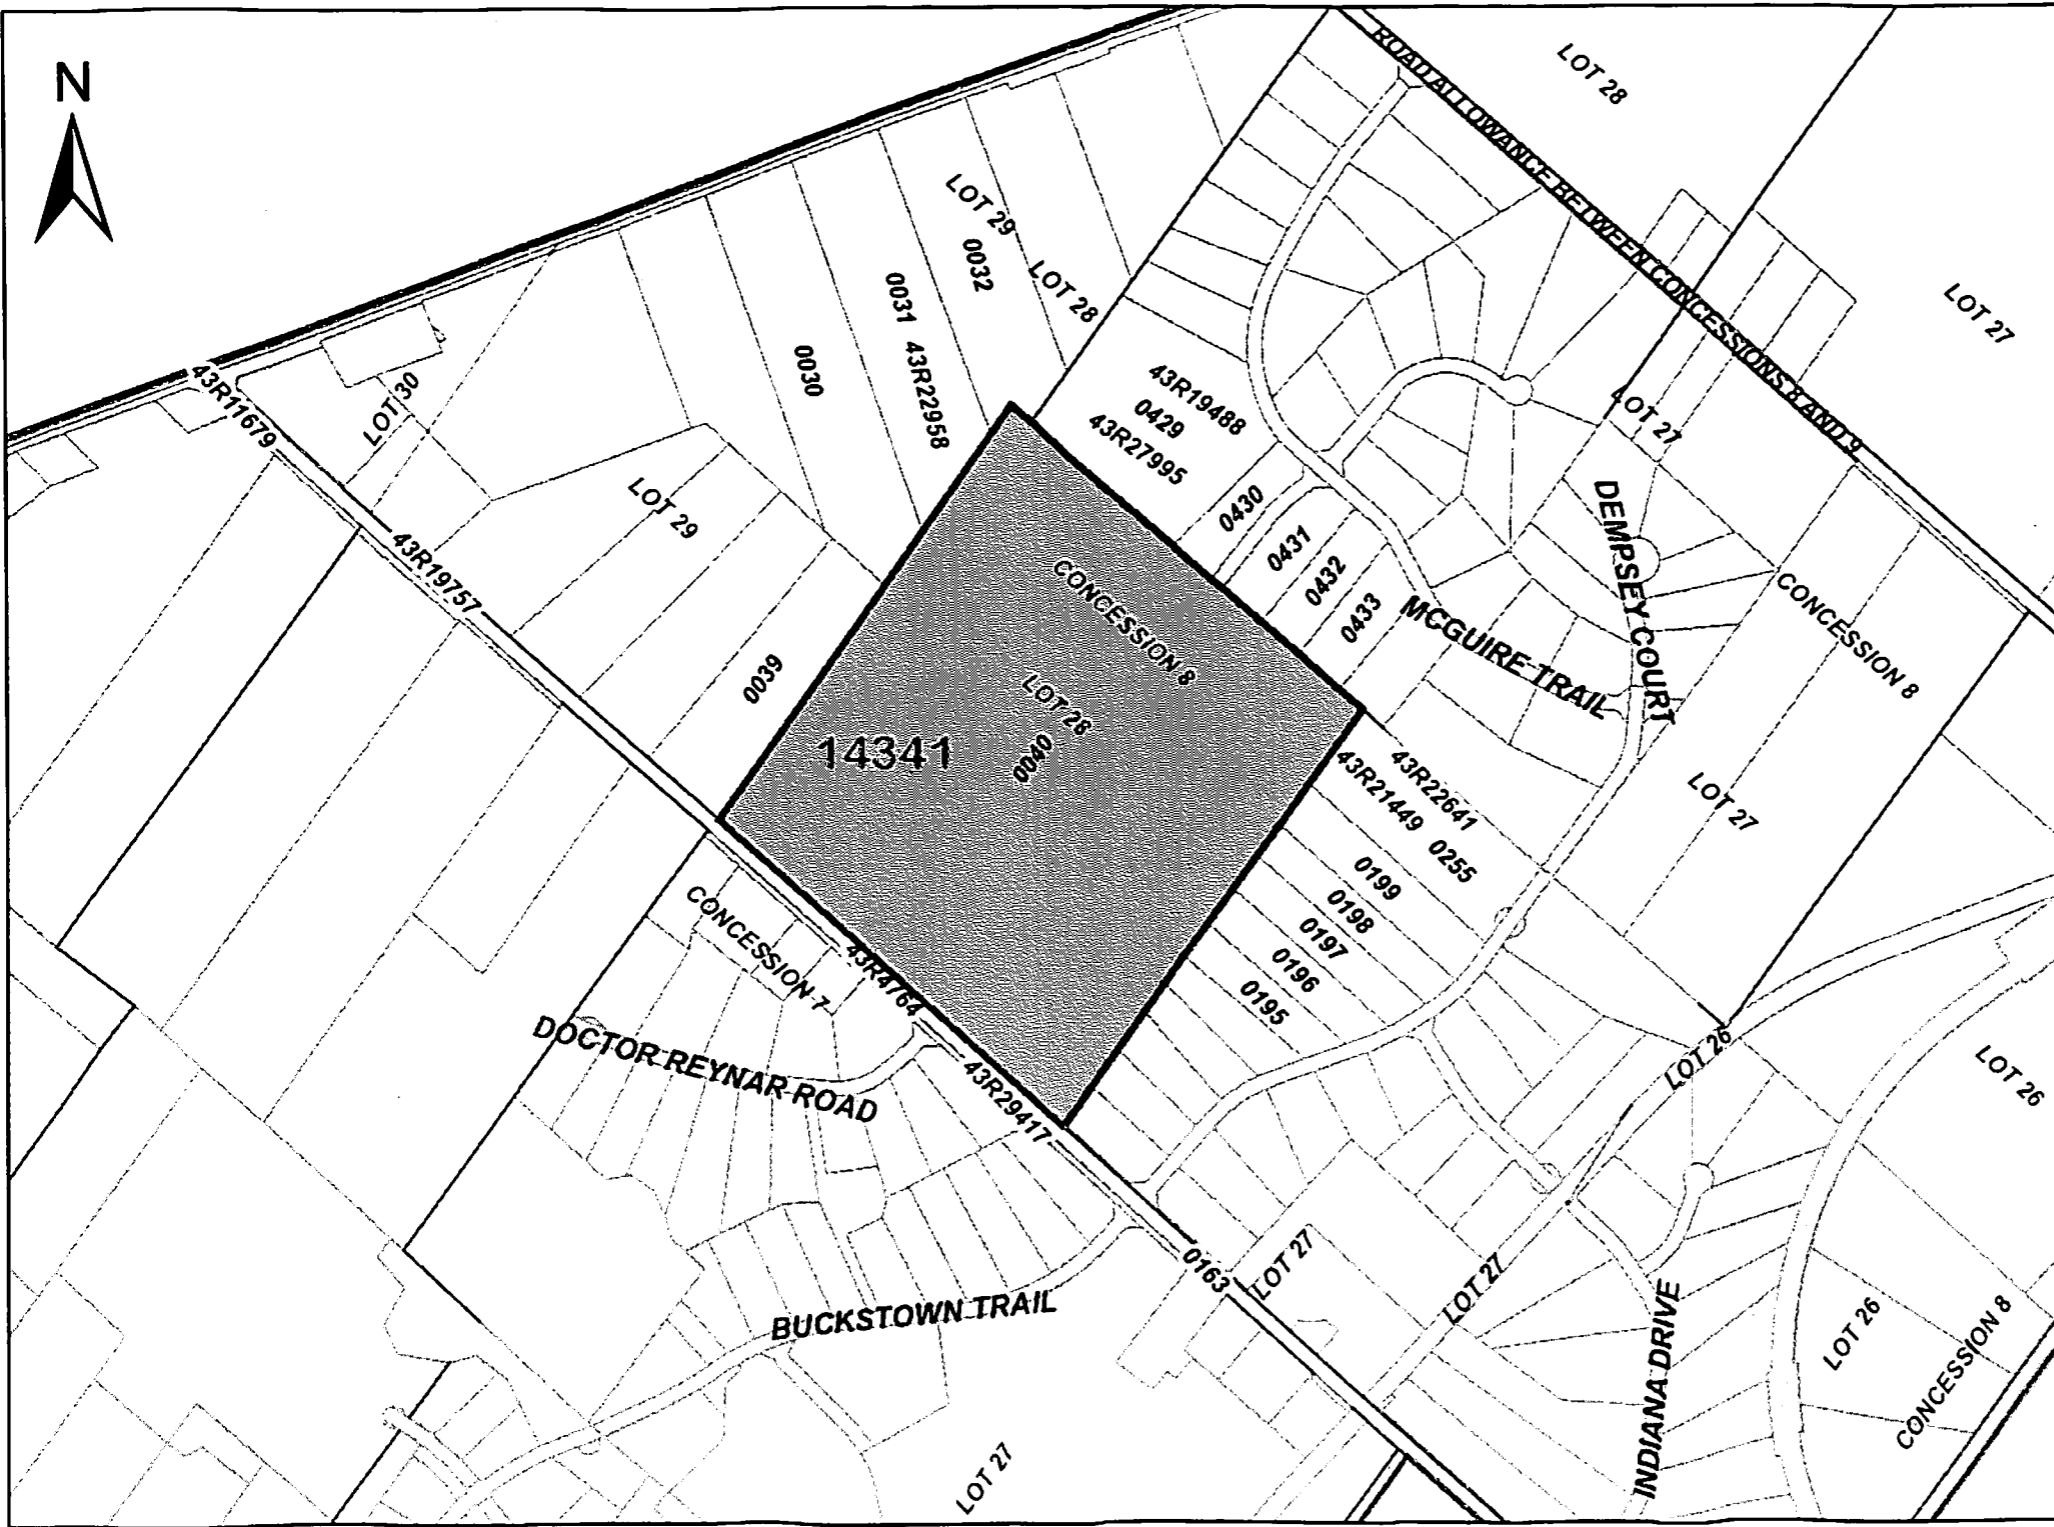 N
ROAD ALLOWANCE BETWEEN CONCESSIONS 8 AND 9
LOT 28
LOT 27
LOT 29
0032
LOT 28
0031 43R22958
0030
43R11679
LOT 30
43R19757
LOT 29
0039
43R19488
0429
43R27995
0430
0431
0432
0433
LOT 27
DEMPSEY COURT
MCGUIRE TRAIL
CONCESSION 8
LOT 27
CONCESSION 8
LOT 28
0040
14341
43R22641
43R21449 0255
0199
0198
0197
0196
0195
CONCESSION 7
43R4764
DOCTOR REYNAR ROAD
43R29417
LOT 26
LOT 26
0163
LOT 27
LOT 27
BUCKSTOWN TRAIL
INDIANA DRIVE
LOT 26
CONCESSION 8
LOT 27